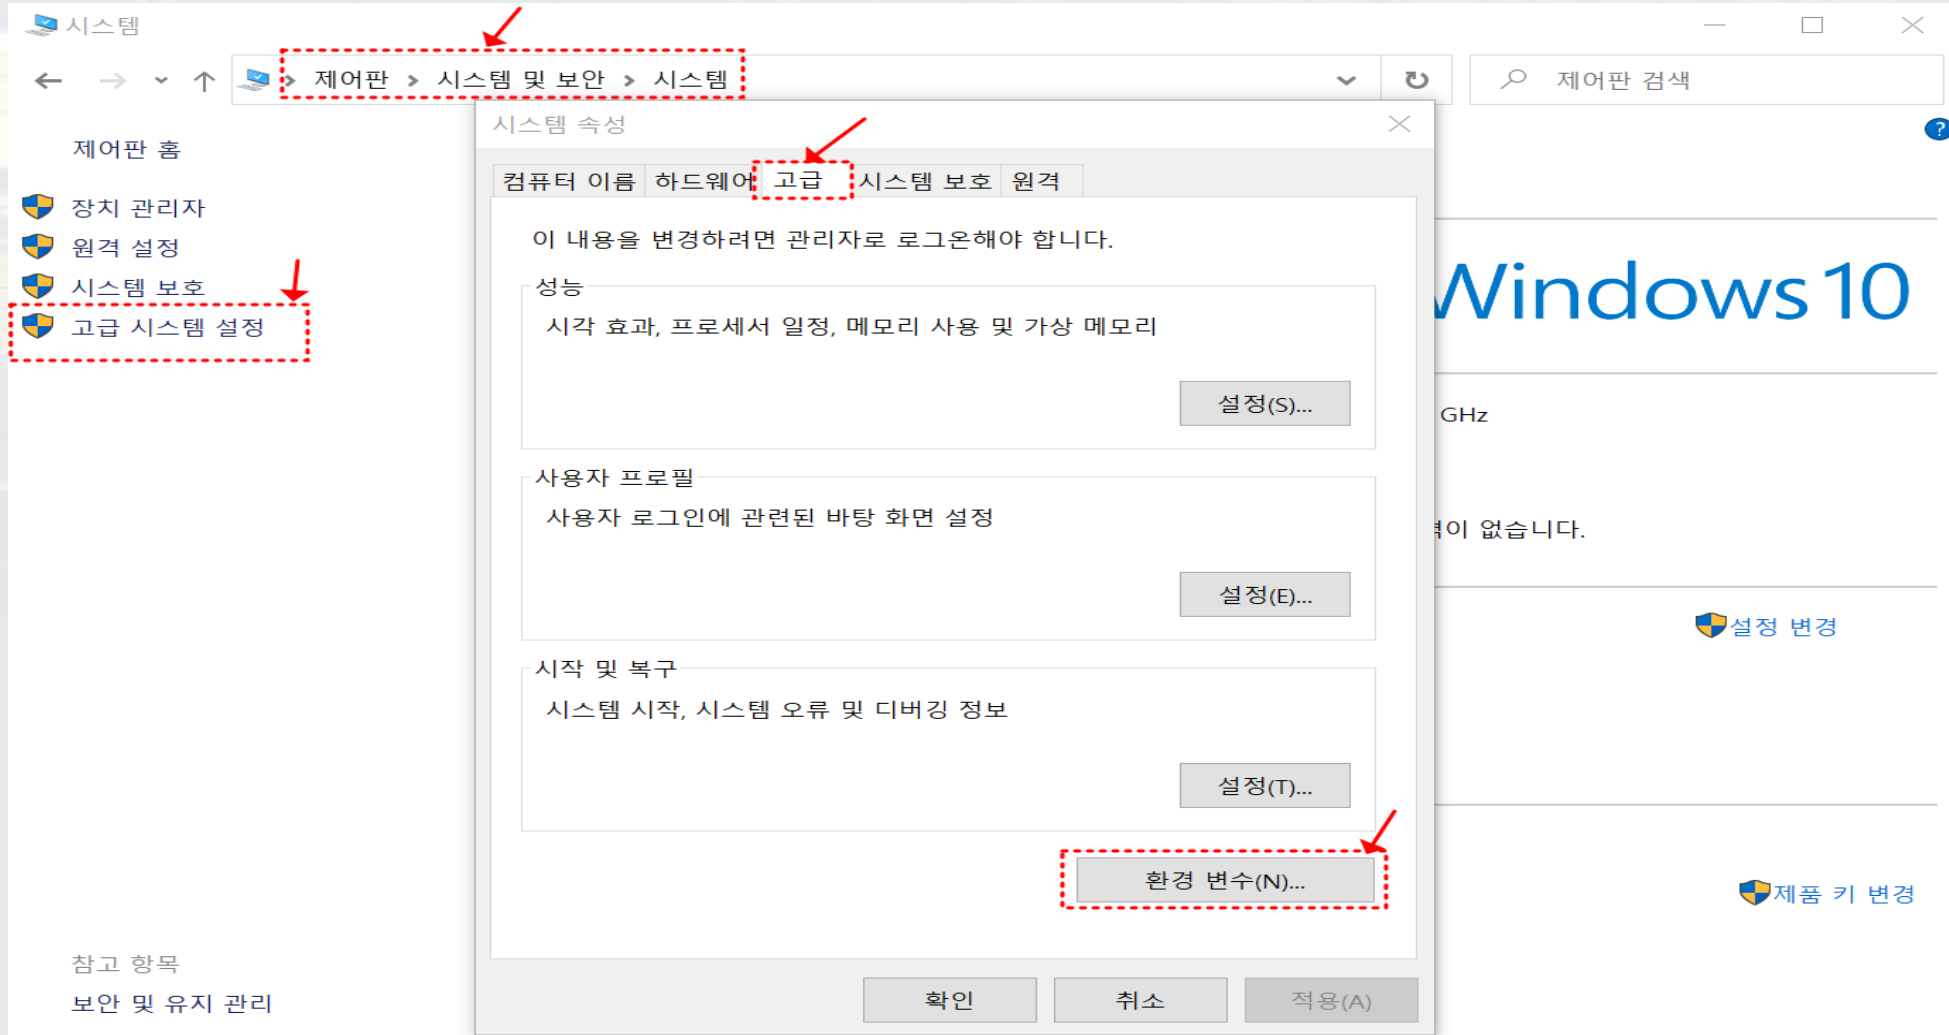 시스템
제어판 > 시스템 및 보안 > 시스템
제어판 검색
제어판 홈
장치 관리자
원격 설정
시스템 보호
고급 시스템 설정
참고 항목
보안 및 유지 관리
시스템 속성
컴퓨터 이름 하드웨어 고급 시스템 보호 원격
이 내용을 변경하려면 관리자로 로그온해야 합니다.
성능
시각 효과, 프로세서 일정, 메모리 사용 및 가상 메모리
설정(S)...
사용자 프로필
사용자 로그인에 관련된 바탕 화면 설정
설정(E)...
시작 및 복구
시스템 시작, 시스템 오류 및 디버깅 정보
설정(T)...
환경 변수(N)...
확인 취소 적용(A)
?
Windows 10
GHz
없습니다.
설정 변경
제품 키 변경